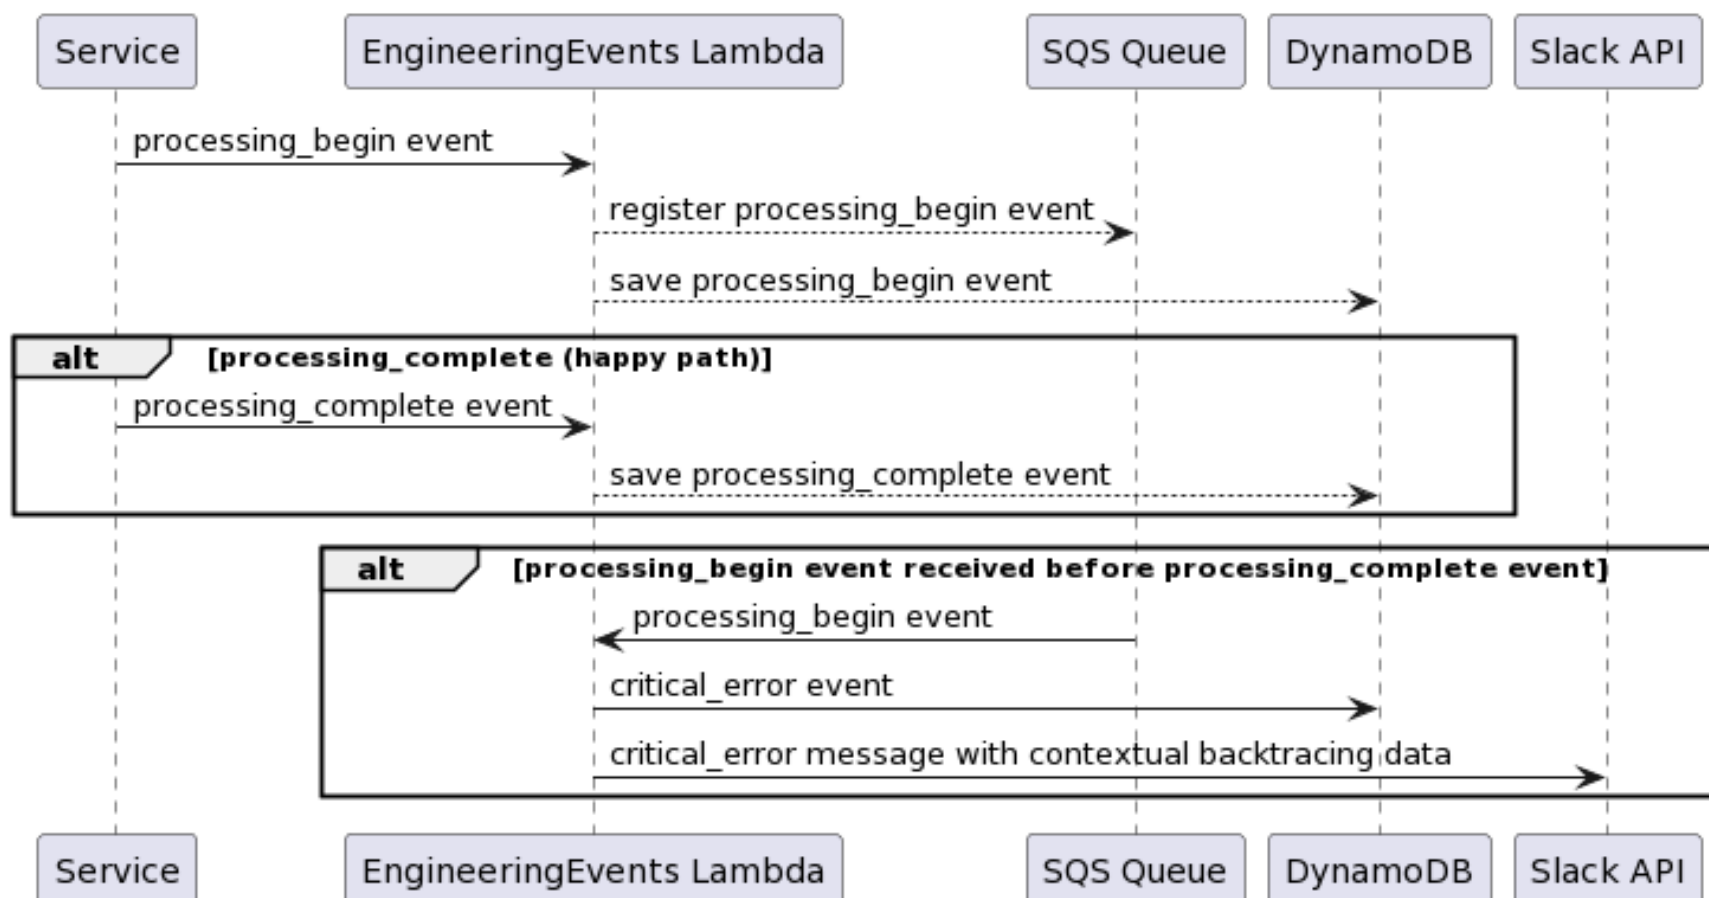 Service
EngineeringEvents Lambda
SQS Queue
DynamoDB
Slack API
processing_begin event
register processing_begin event
save processing_begin event
alt
[processing_complete (happy path)]
processing_complete event
save processing_complete event
alt
[processing_begin event received before processing_complete event]
processing_begin event
critical_error event
critical_error message with contextual backtracing data
Service
EngineeringEvents Lambda
SQS Queue
DynamoDB
Slack API